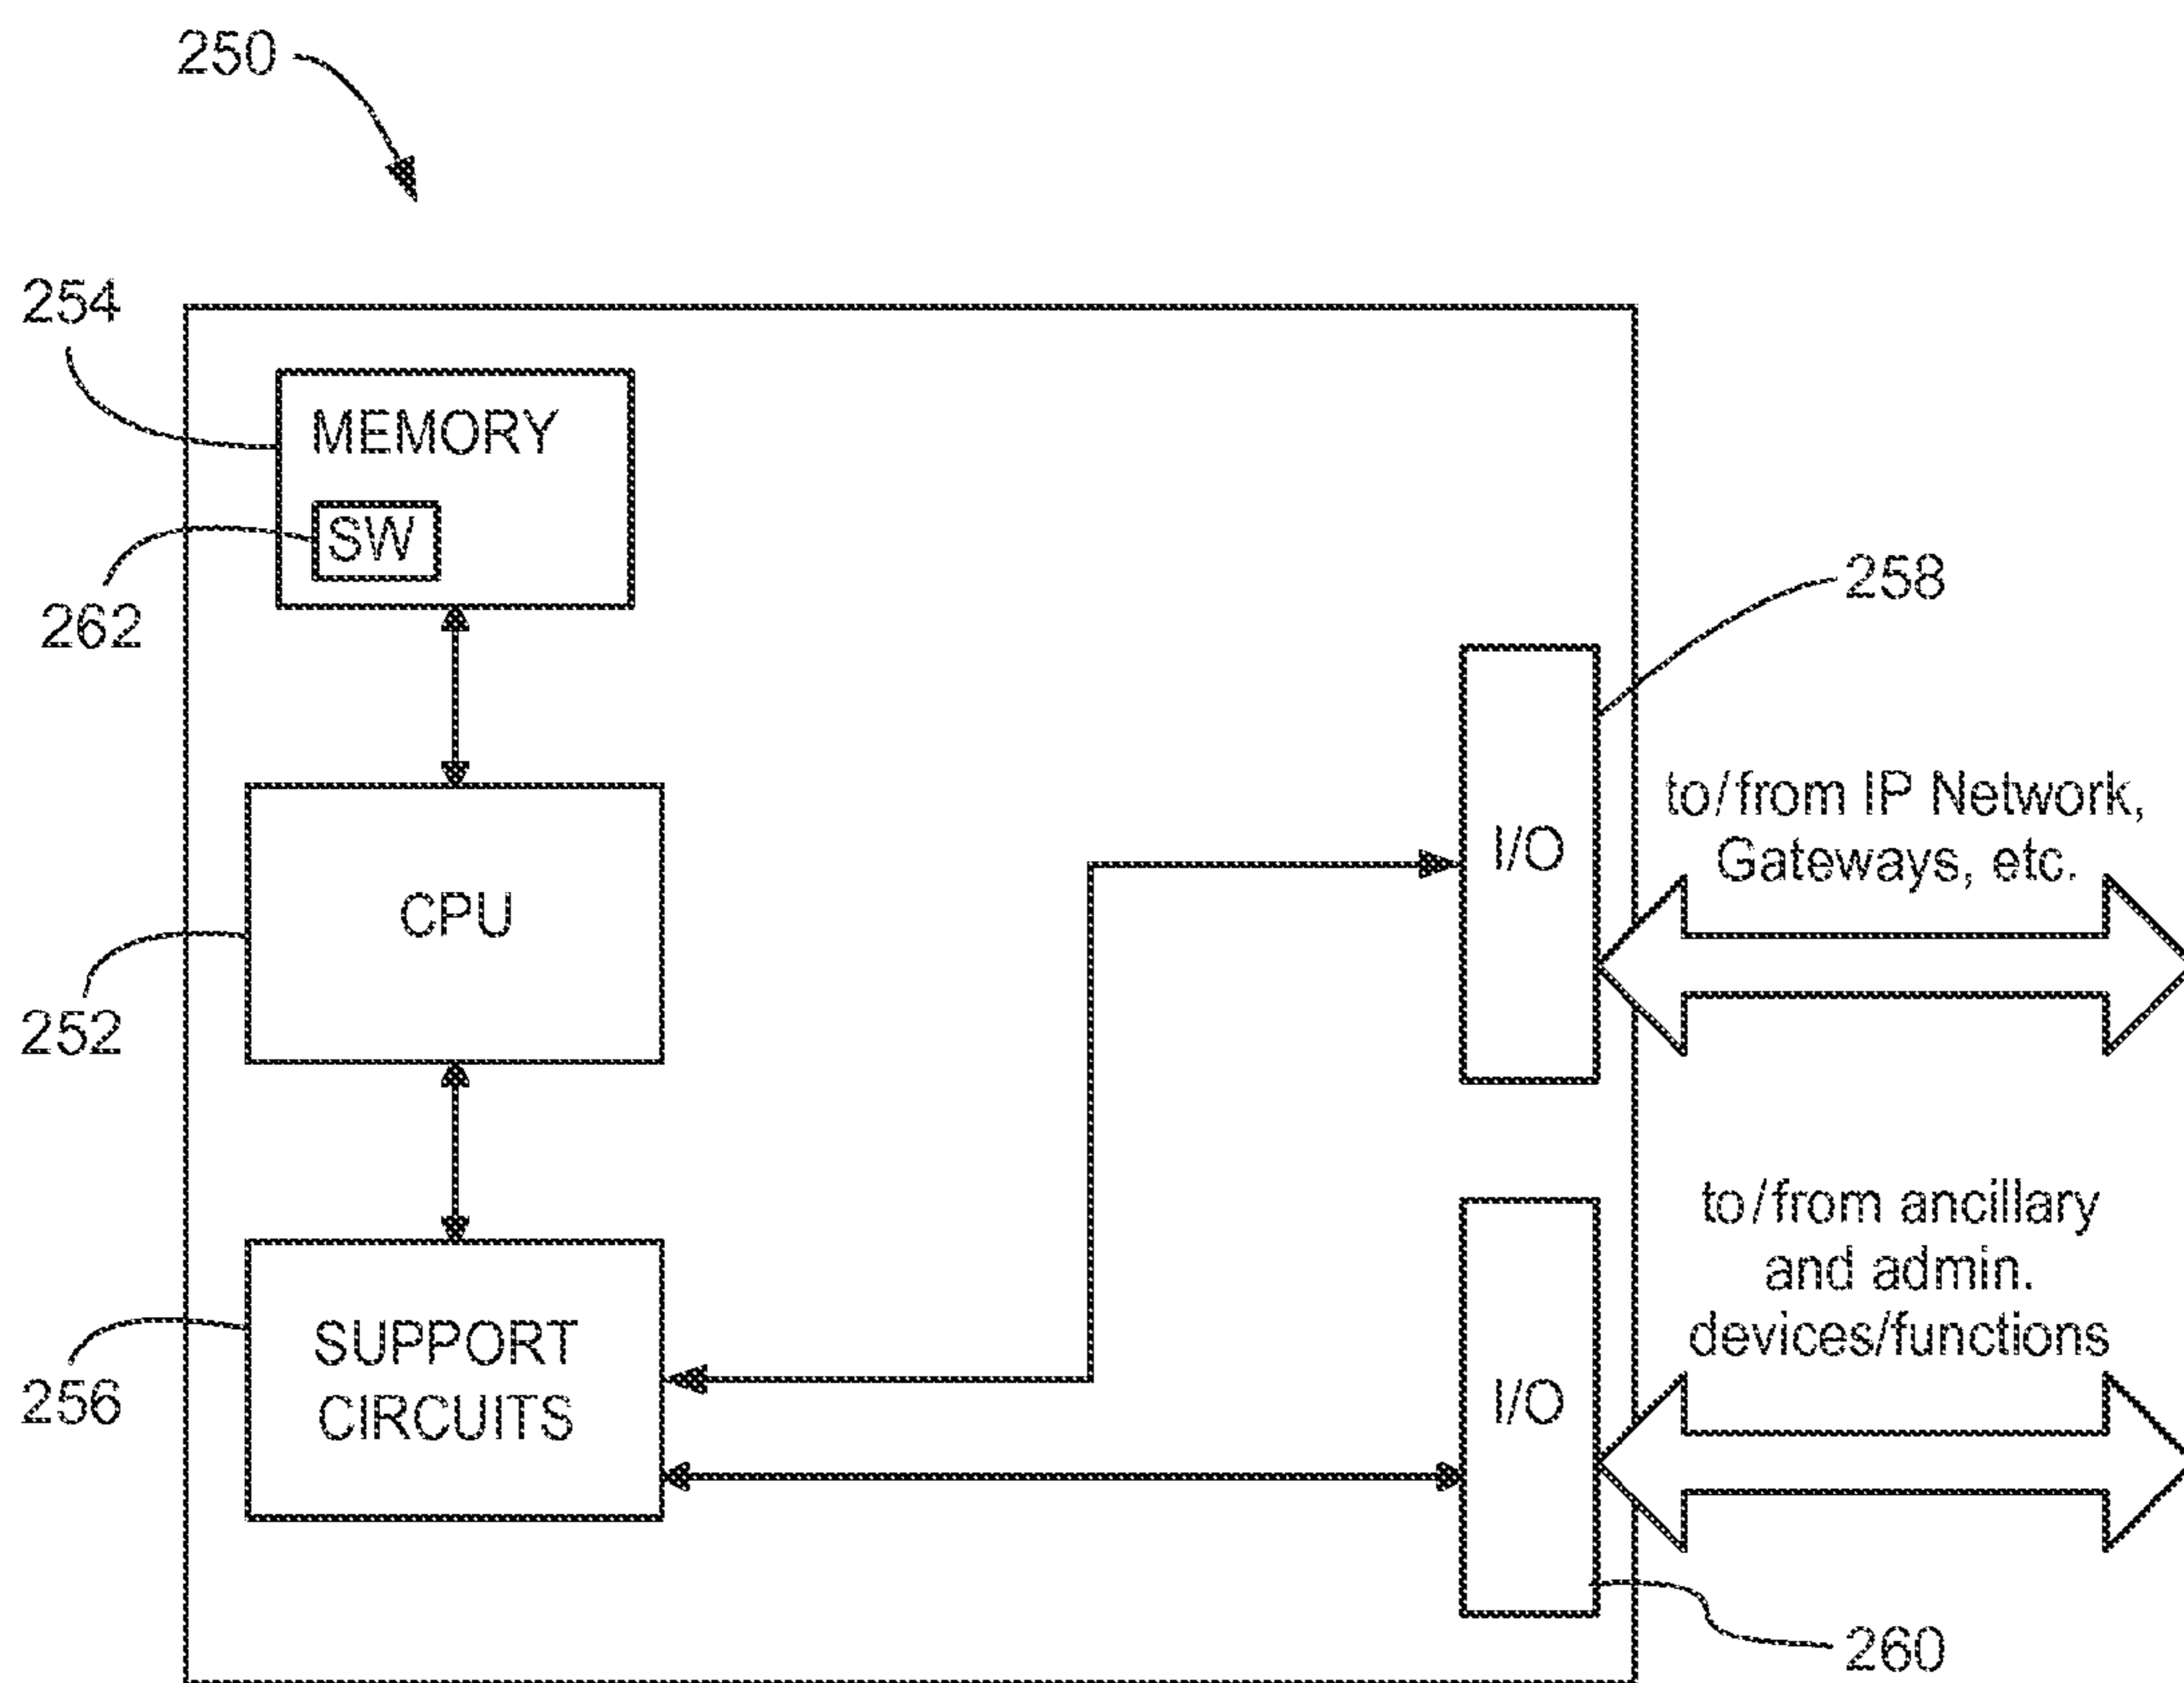 250
254
MEMORY
SW
262
258
to/from IP Network,
Gateways, etc.
I/O
CPU
252
to/from ancillary
and admin.
devices/functions
SUPPORT
CIRCUITS
256
I/O
260